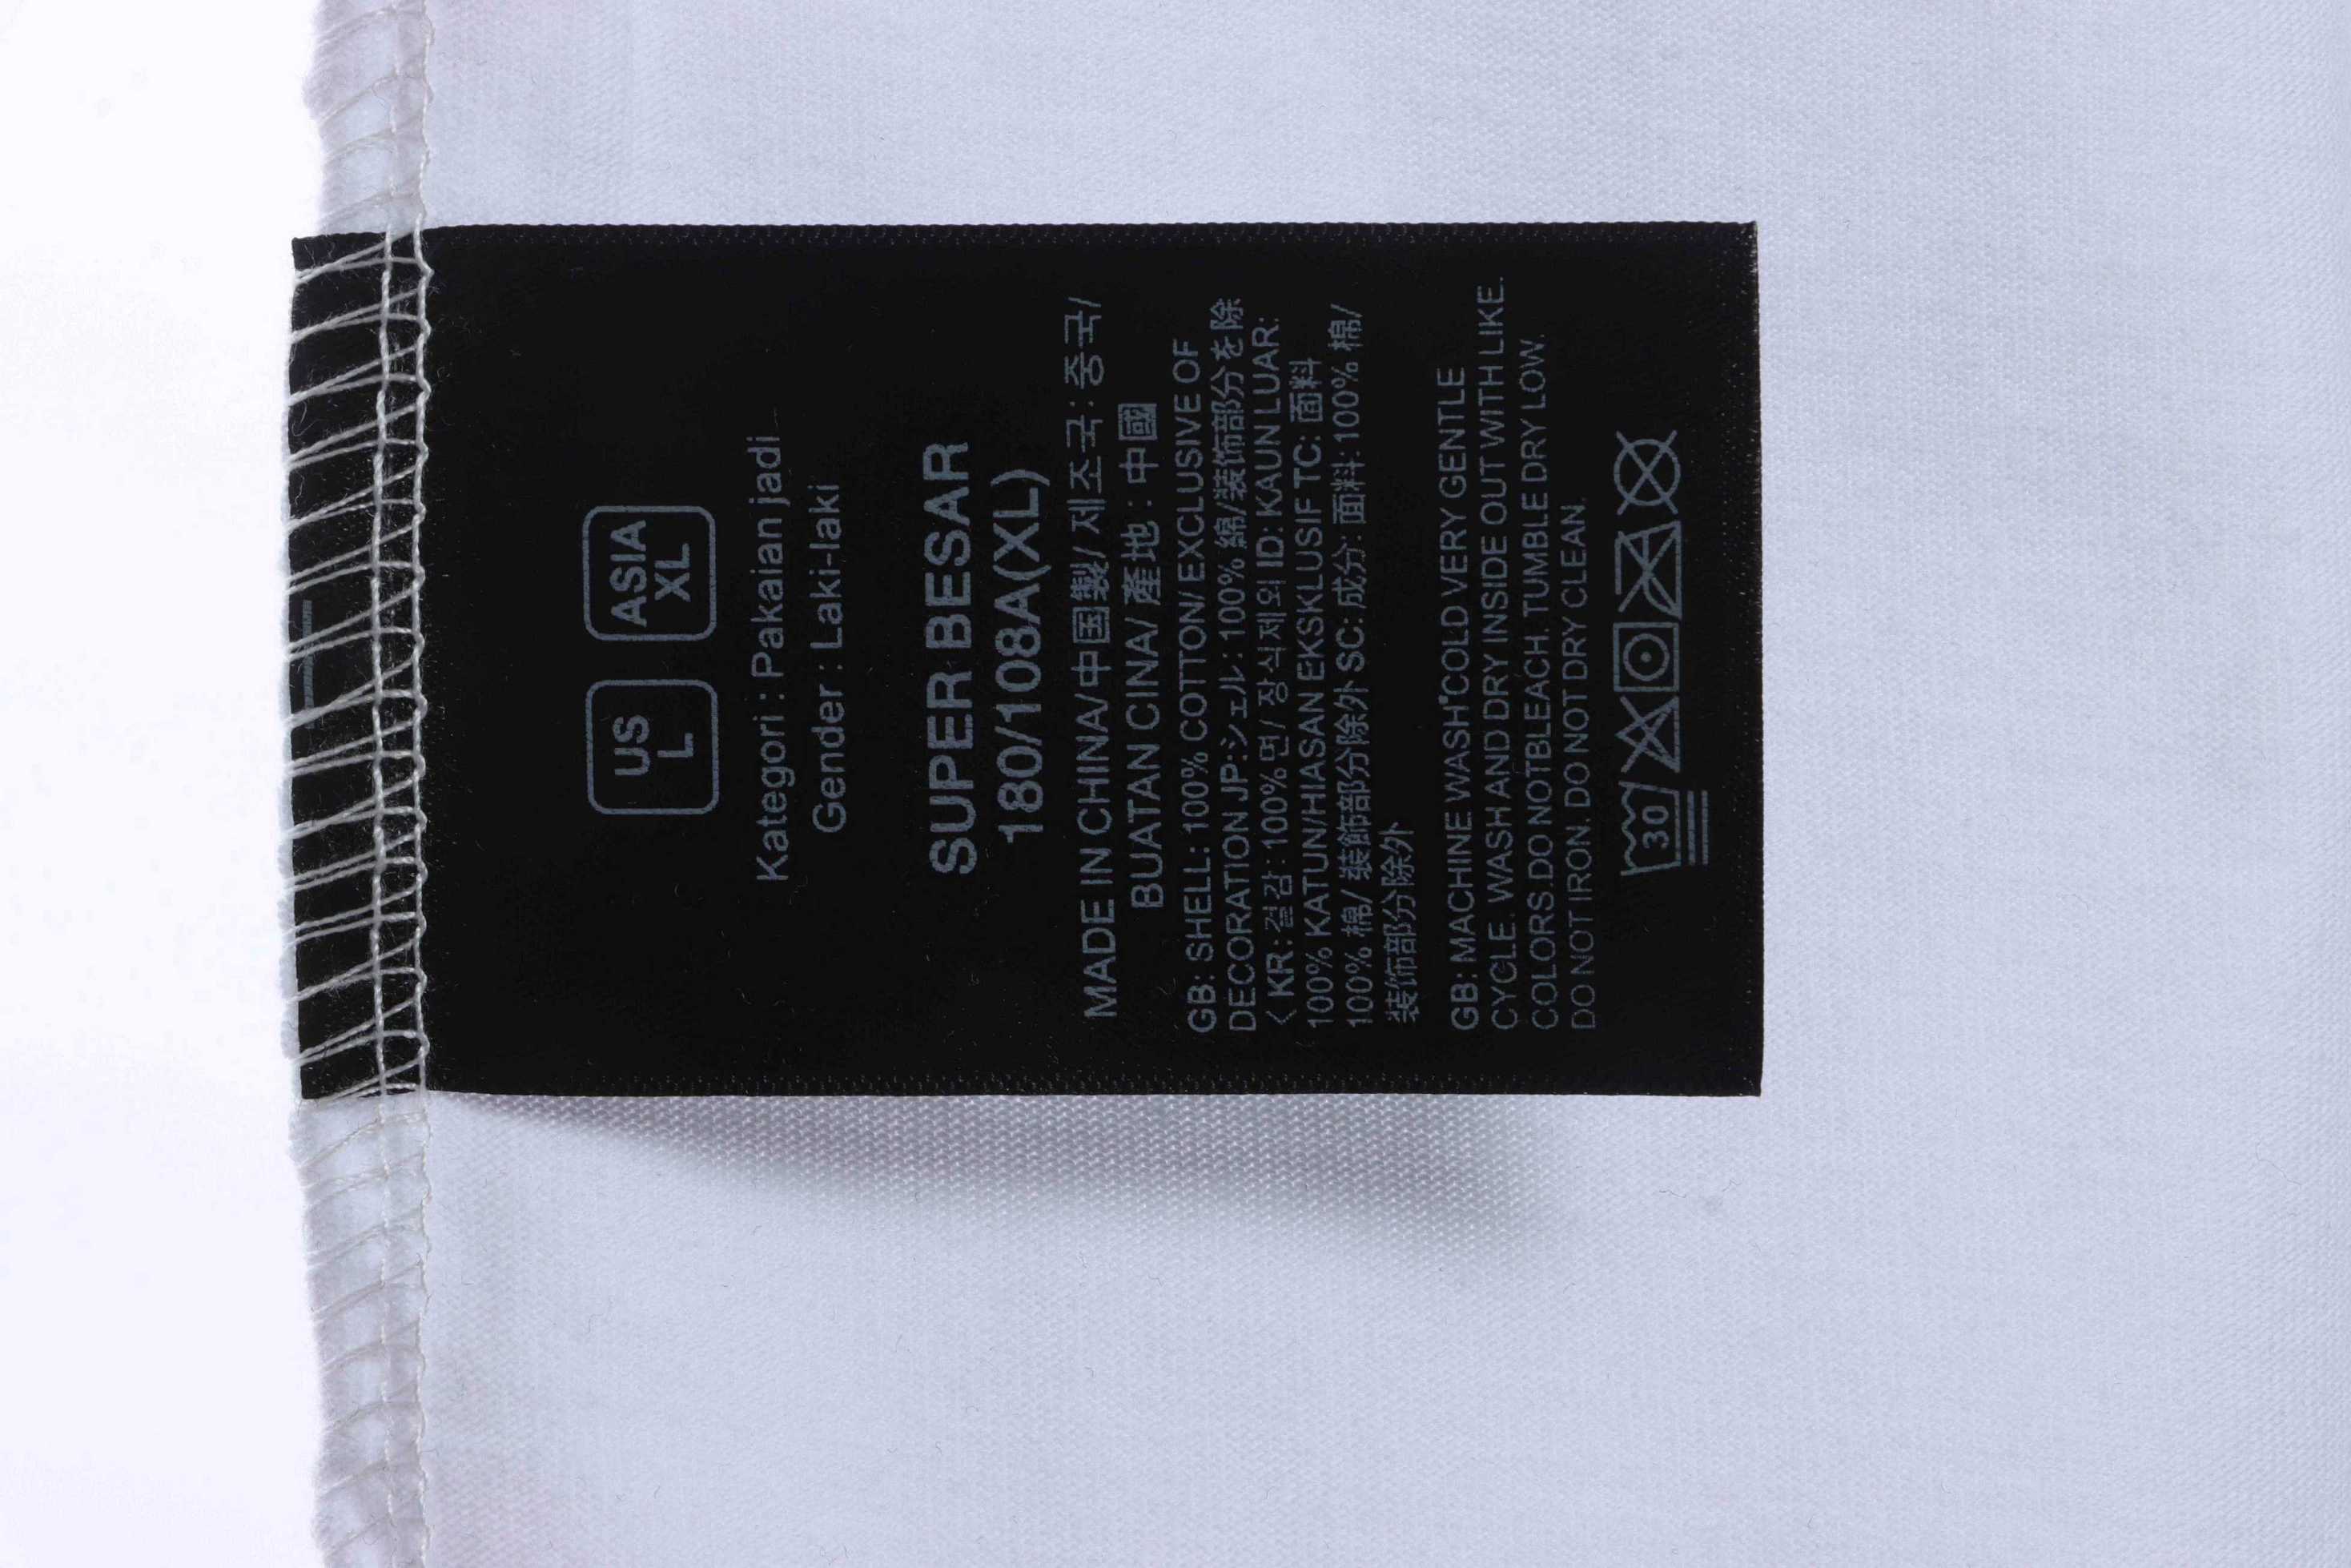 US
L
ASIA
XL
Kategori : Pakaian jadi
Gender : Laki-laki
SUPER BESAR
180/108A(XL)
MADE IN CHINA/中国製/ 제조국 : 중국/
BUATAN CINA/ 產地 : 中國
GB: SHELL: 100% COTTON/ EXCLUSIVE OF
DECORATION JP:シェル : 100% 綿/装饰部分を除
く KR: 겉감 : 100% 면 / 장식제외 ID: KAUN LUAR:
100% KATUN/HIASAN EKSKLUSIF TC: 面料
100% 棉/ 裝飾部分除外 SC: 成分: 面料: 100% 棉/
装饰部分除外
GB: MACHINE WASH"COLD VERY GENTLE
CYCLE. WASH AND DRY INSIDE OUT WITH LIKE.
COLORS.DO NOTBLEACH. TUMBLE DRY LOW.
DO NOT IRON. DO NOT DRY CLEAN.
30